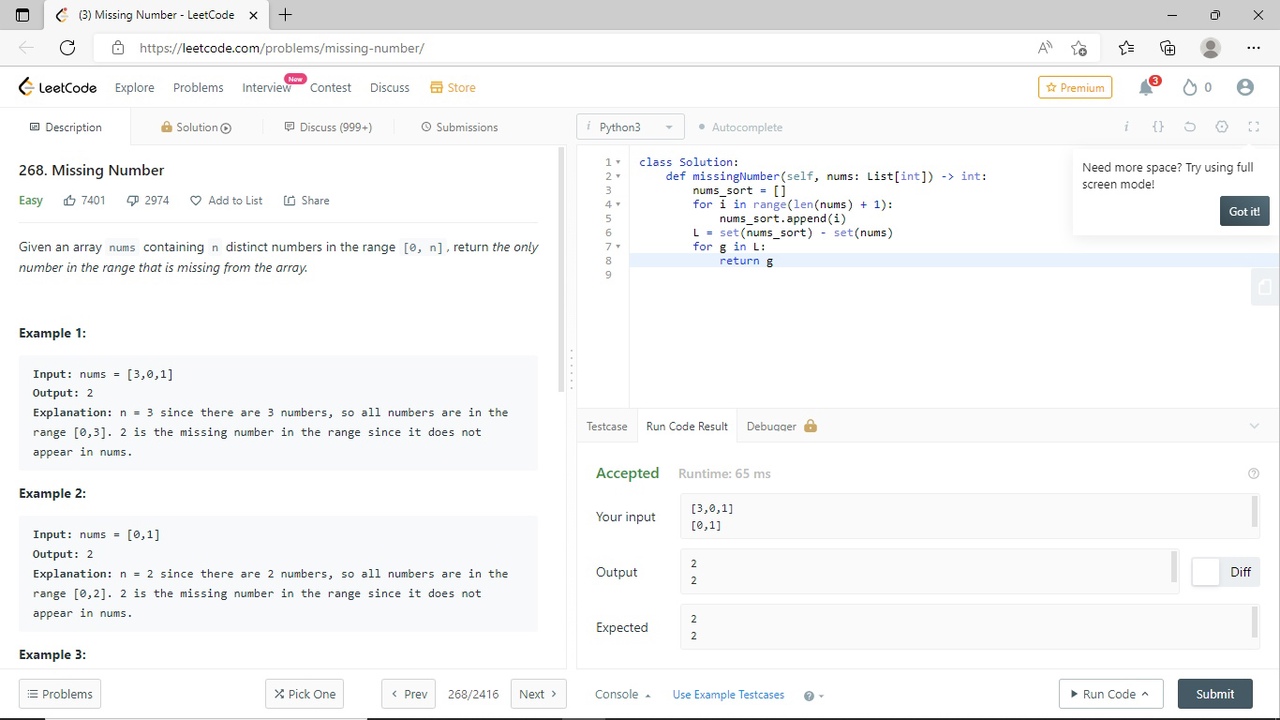 (3) Missing Number - LeetCode
https://leetcode.com/problems/missing-number/
LeetCode
Explore
Problems
Interview
New
Contest
Discuss
Store
Premium
3
0
Description
Solution
Discuss (999+)
Submissions
i Python3
Autocomplete
268. Missing Number
Easy
7401
2974
Add to List
Share
Given an array nums containing n distinct numbers in the range [0, n], return the only
number in the range that is missing from the array.
Example 1:
Input: nums = [3,0,1]
Output: 2
Explanation: n = 3 since there are 3 numbers, so all numbers are in the
range [0,3]. 2 is the missing number in the range since it does not
appear in nums.
Example 2:
Input: nums = [0,1]
Output: 2
Explanation: n = 2 since there are 2 numbers, so all numbers are in the
range [0,2]. 2 is the missing number in the range since it does not
appear in nums.
Example 3:
1 class Solution:
2 def missingNumber(self, nums: List[int]) -> int:
3 nums_sort = []
4 for i in range(len(nums) + 1):
5 nums_sort.append(i)
6 L = set(nums_sort) - set(nums)
7 for g in L:
8 return g
9
Need more space? Try using full
screen mode!
Got it!
Testcase
Run Code Result
Debugger
Accepted
Runtime: 65 ms
Your input
[3,0,1]
[0,1]
Output
2
2
Diff
Expected
2
2
Problems
Pick One
Prev
268/2416
Next
Console
Use Example Testcases
Run Code
Submit